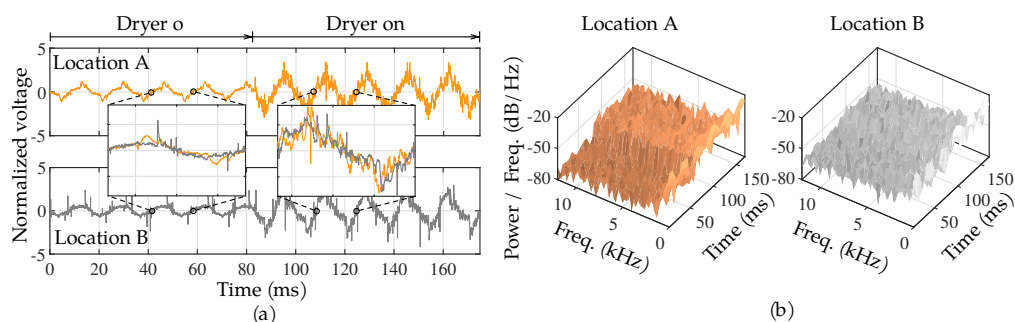 Dryer o
Dryer on
5
0
-5
Location A
Normalized voltage
5
0
-5
Location B
0 20 40 60 80 100 120 140 160
Time (ms)
(a)
Location A
Power / Freq. (dB/Hz)
-20
-50
-80
10 5 0
Freq. (kHz)
50 100 150
Time (ms)
Location B
-20
-50
-80
10 5 0
Freq. (kHz)
50 100 150
Time (ms)
(b)